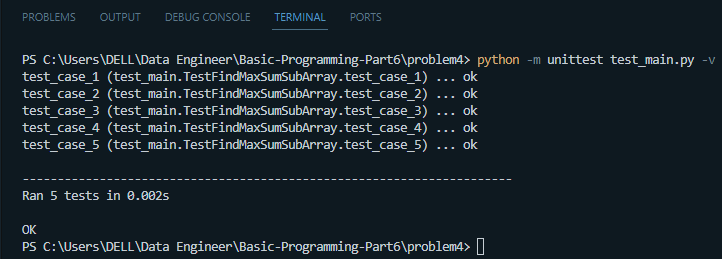 PROBLEMS OUTPUT DEBUG CONSOLE TERMINAL PORTS
PS C:\Users\DELL\Data Engineer\Basic-Programming-Part6\problem4> python -m unittest test_main.py -v
test_case_1 (test_main.TestFindMaxSumSubArray.test_case_1) ... ok
test_case_2 (test_main.TestFindMaxSumSubArray.test_case_2) ... ok
test_case_3 (test_main.TestFindMaxSumSubArray.test_case_3) ... ok
test_case_4 (test_main.TestFindMaxSumSubArray.test_case_4) ... ok
test_case_5 (test_main.TestFindMaxSumSubArray.test_case_5) ... ok
----------------------------------------------------------------------
Ran 5 tests in 0.002s
OK
PS C:\Users\DELL\Data Engineer\Basic-Programming-Part6\problem4>